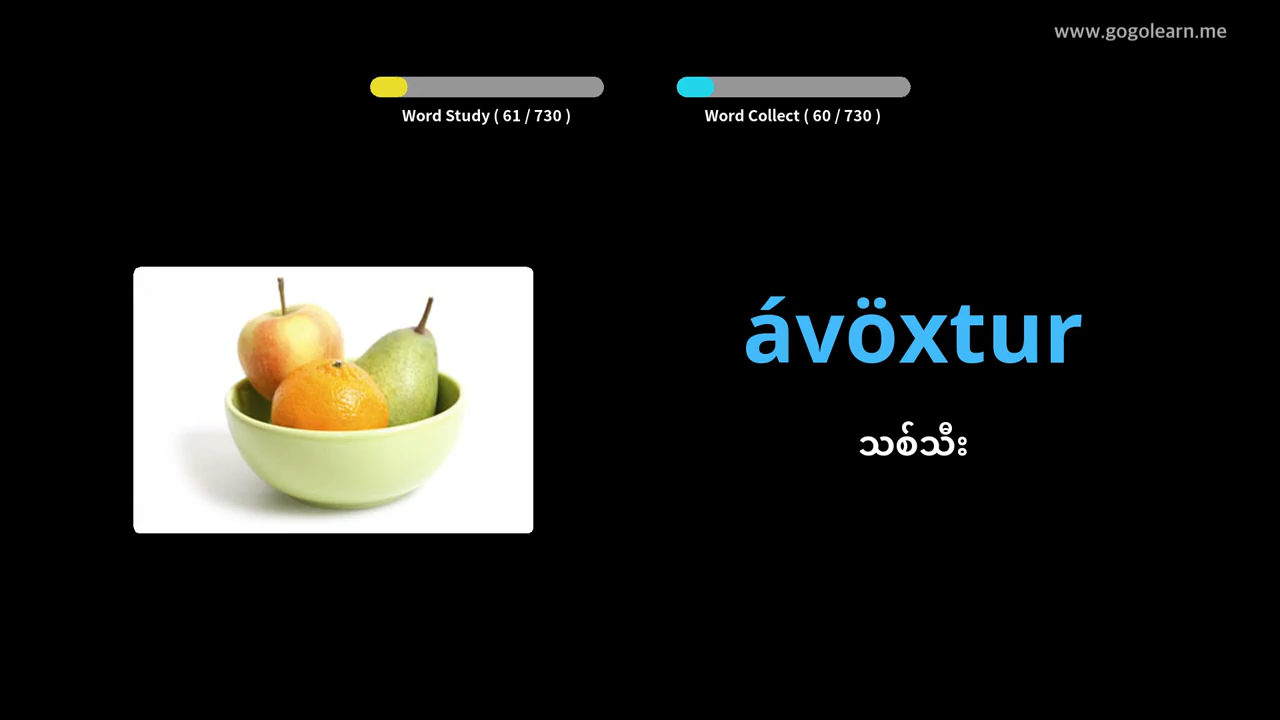 www.gogolearn.me
Word Study ( 61 / 730 )
Word Collect ( 60 / 730 )
ávöxtur
သစ်သီး